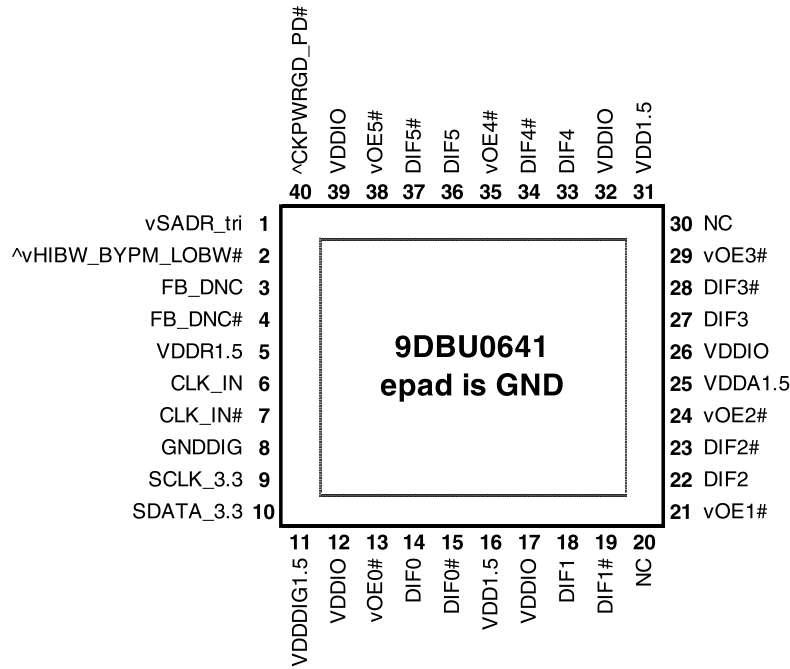 ^CKPWRGD_PD#
VDDIO
vOE5#
DIF5#
DIF5
vOE4#
DIF4#
DIF4
VDDIO
VDD1.5
40 39 38 37 36 35 34 33 32 31
vSADR_tri 1
^vHIBW_BYPM_LOBW# 2
FB_DNC 3
FB_DNC# 4
VDDR1.5 5
CLK_IN 6
CLK_IN# 7
GNDDIG 8
SCLK_3.3 9
SDATA_3.3 10
9DBU0641
epad is GND
30 NC
29 vOE3#
28 DIF3#
27 DIF3
26 VDDIO
25 VDDA1.5
24 vOE2#
23 DIF2#
22 DIF2
21 vOE1#
11 12 13 14 15 16 17 18 19 20
VDDDIG1.5
VDDIO
vOE0#
DIF0
DIF0#
VDD1.5
VDDIO
DIF1
DIF1#
NC